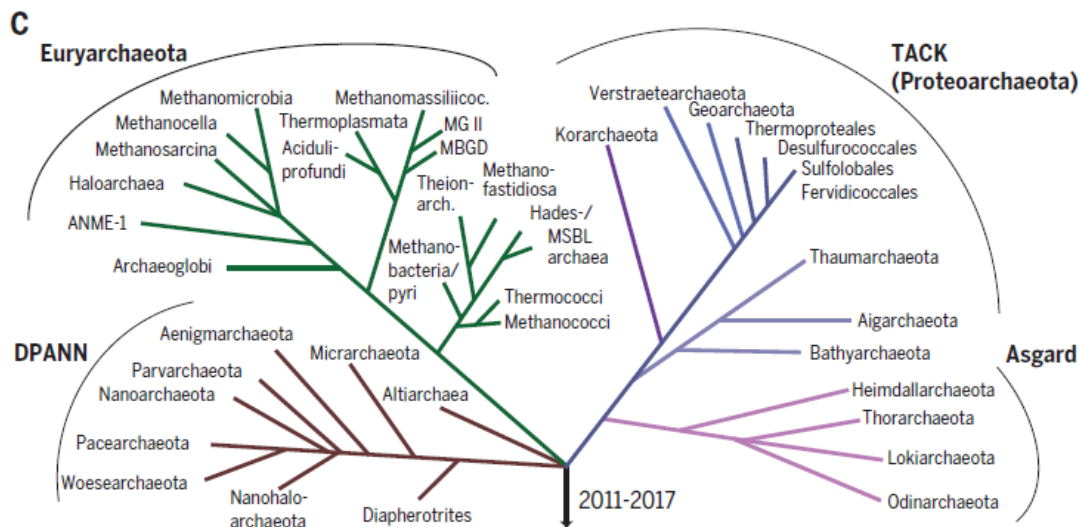 C
Euryarchaeota
TACK
(Proteoarchaeota)
Methanomicrobia
Methanocella
Methanosarcina
Haloarchaea
ANME-1
Archaeoglobi
Methanomassiliicoc.
Thermoplasmata
Aciduli-
profundi
MG II
MBGD
Theion-
arch.
Methano-
fastidiosa
Hades-/
MSBL
archaea
Methano-
bacteria/
pyri
Thermococci
Methanococci
Verstraetearchaeota
Geoarchaeota
Korarchaeota
Thermoproteales
Desulfurococcales
Sulfolobales
Fervidicoccales
Thaumarchaeota
Aigarchaeota
Bathyarchaeota
DPANN
Aenigmarchaeota
Micrarchaeota
Parvarchaeota
Nanoarchaeota
Altiarchaea
Pacearchaeota
Woesearchaeota
Nanohalo-
archaeota
Diapherotrites
Asgard
Heimdallarchaeota
Thorarchaeota
Lokiarchaeota
Odinarchaeota
2011-2017